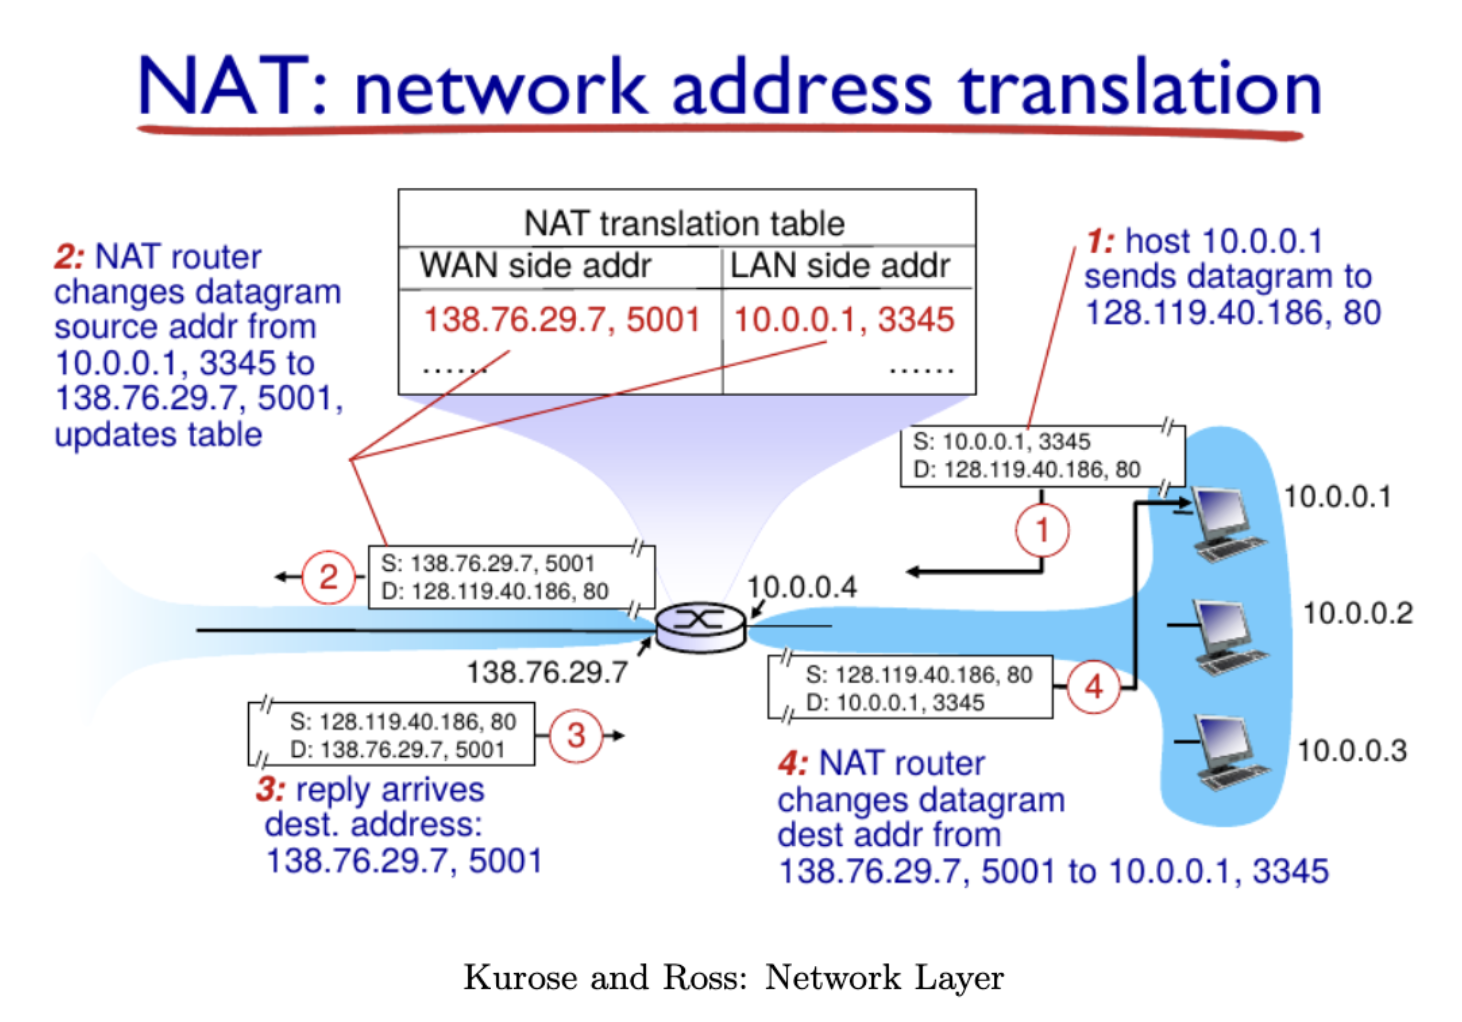 NAT: network address translation
NAT translation table
WAN side addr LAN side addr
138.76.29.7, 5001 10.0.0.1, 3345
...... ......
2: NAT router
changes datagram
source addr from
10.0.0.1, 3345 to
138.76.29.7, 5001,
updates table
1: host 10.0.0.1
sends datagram to
128.119.40.186, 80
S: 10.0.0.1, 3345
D: 128.119.40.186, 80
1
10.0.0.1
2
S: 138.76.29.7, 5001
D: 128.119.40.186, 80
10.0.0.4
10.0.0.2
138.76.29.7
S: 128.119.40.186, 80
D: 10.0.0.1, 3345
4
S: 128.119.40.186, 80
D: 138.76.29.7, 5001
3
10.0.0.3
3: reply arrives
dest. address:
138.76.29.7, 5001
4: NAT router
changes datagram
dest addr from
138.76.29.7, 5001 to 10.0.0.1, 3345
Kurose and Ross: Network Layer